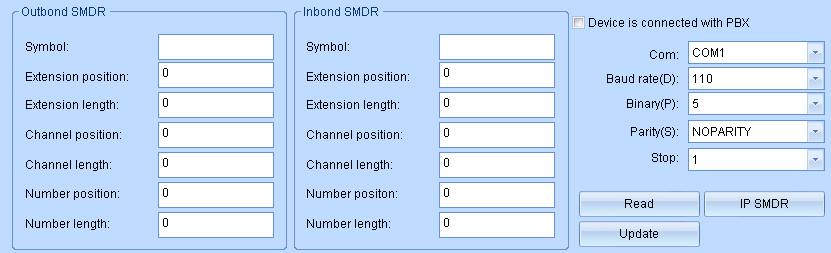 Outbond SMDR
Symbol:
Extension position: 0
Extension length: 0
Channel position: 0
Channel length: 0
Number position: 0
Number length: 0
Inbond SMDR
Symbol:
Extension position: 0
Extension length: 0
Channel position: 0
Channel length: 0
Number positon: 0
Number length: 0
Device is connected with PBX
Com: COM1
Baud rate(D): 110
Binary(P): 5
Parity(S): NOPARITY
Stop: 1
Read IP SMDR
Update